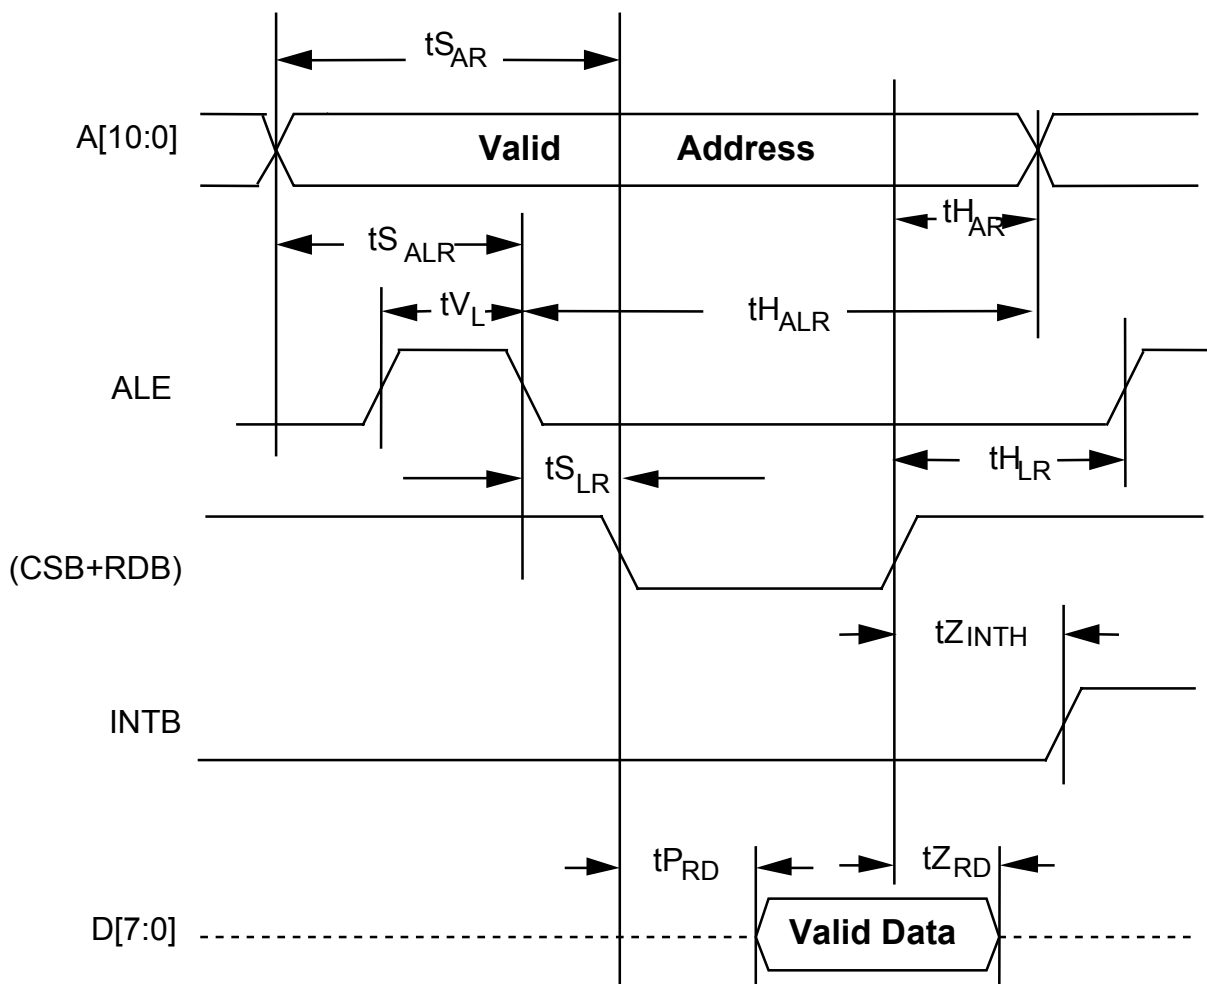 tSAR
A[10:0]
Valid Address
tHAR
tSALR
tVL
tHALR
ALE
tSLR
tHLR
(CSB+RDB)
tZINTH
INTB
tPRD
tZRD
D[7:0]
Valid Data